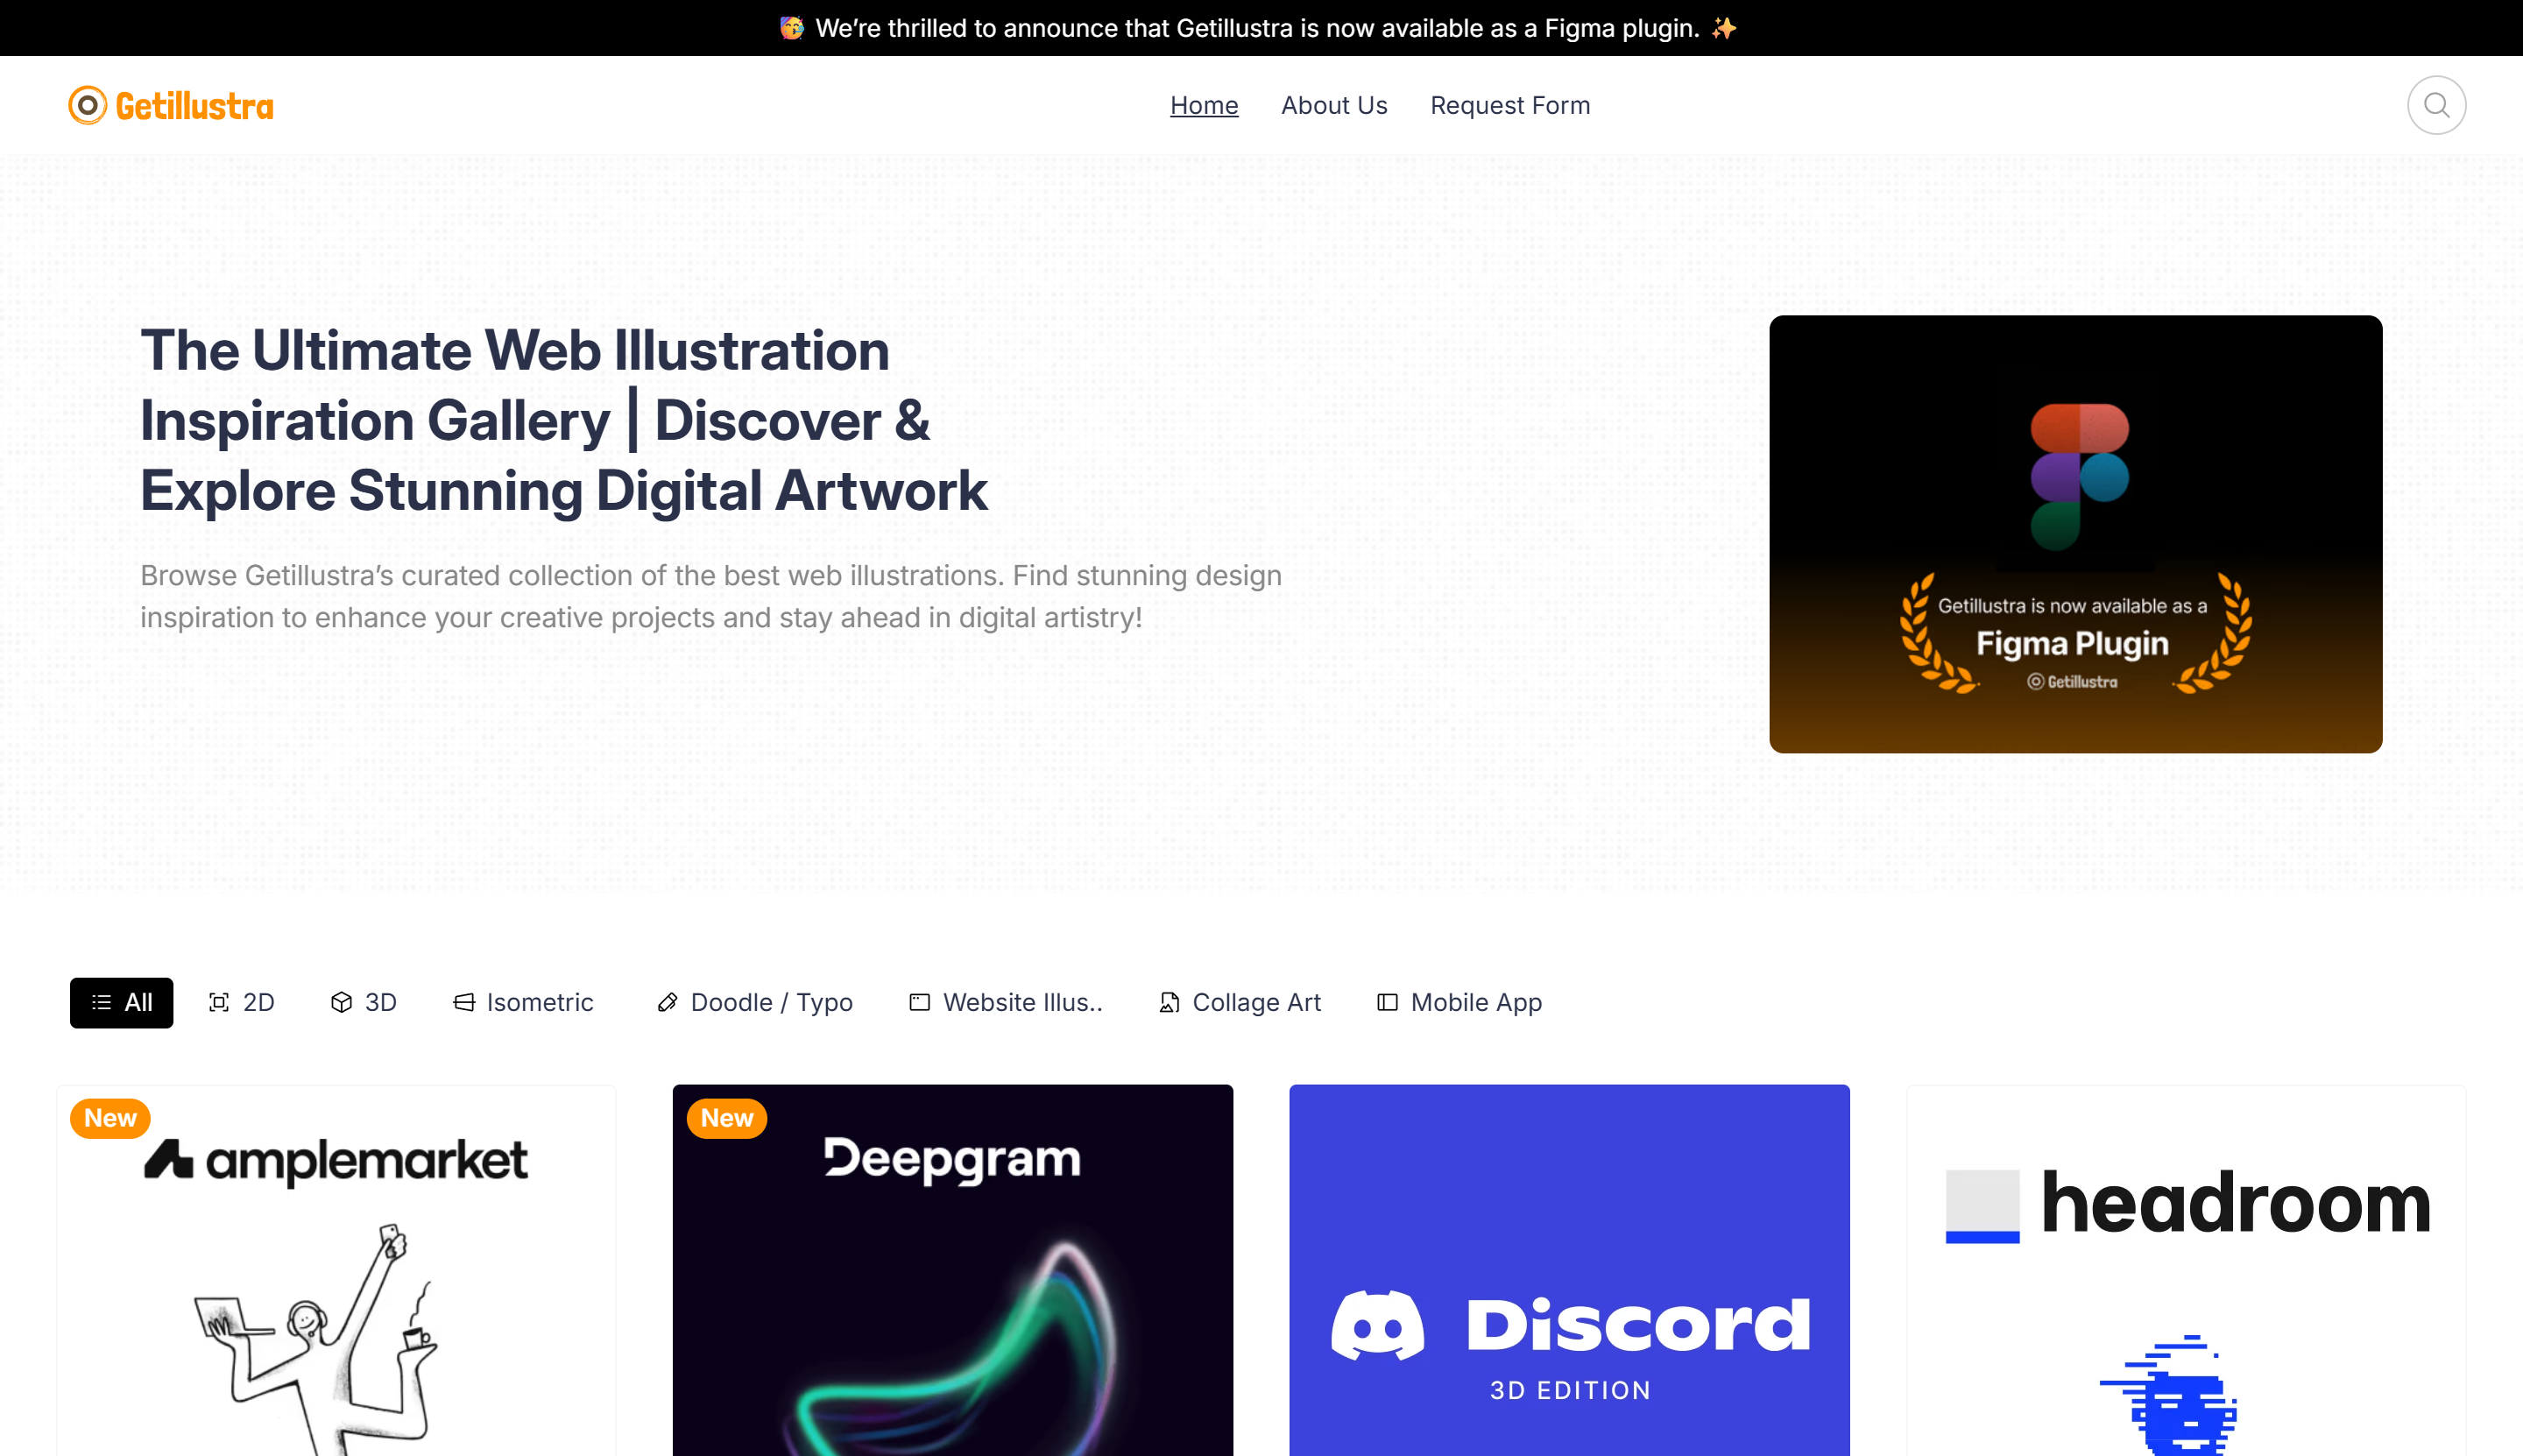 🥳 We’re thrilled to announce that Getillustra is now available as a Figma plugin. ✨
Getillustra
Home
About Us
Request Form
The Ultimate Web Illustration
Inspiration Gallery | Discover &
Explore Stunning Digital Artwork
Browse Getillustra’s curated collection of the best web illustrations. Find stunning design
inspiration to enhance your creative projects and stay ahead in digital artistry!
Getillustra is now available as a
Figma Plugin
Getillustra
All
2D
3D
Isometric
Doodle / Typo
Website Illus..
Collage Art
Mobile App
New
amplemarket
New
Deepgram
Discord
3D EDITION
headroom